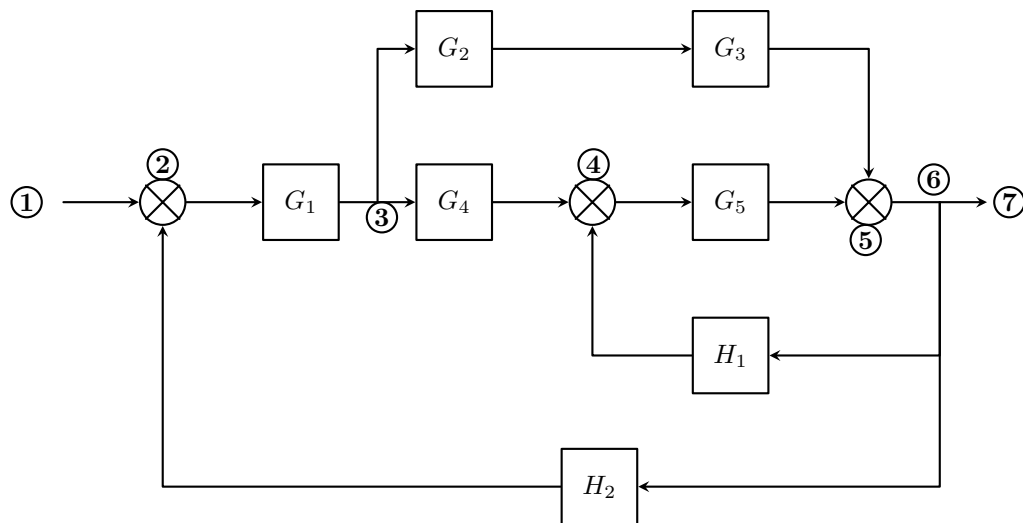 G₂ G₃
② ④ ⑥
① G₁ ③ G₄ G₅ ⑤ ⑦
H₁
H₂